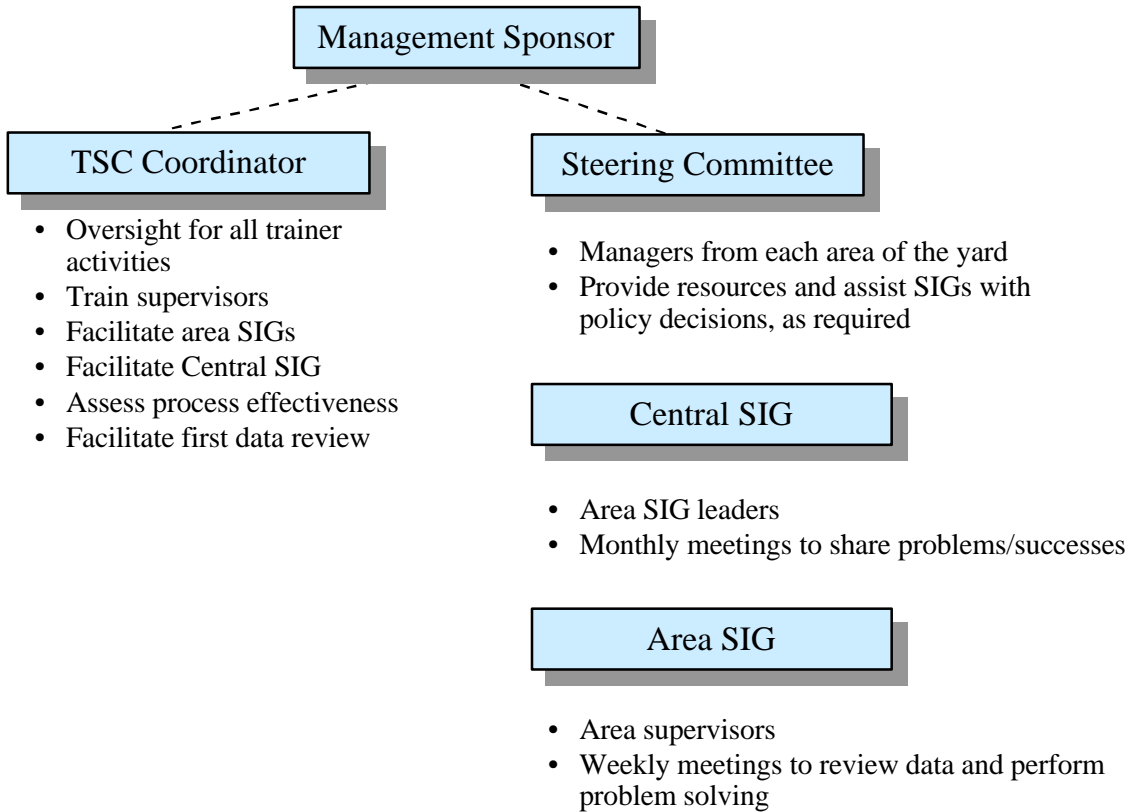 Management Sponsor
TSC Coordinator
• Oversight for all trainer
activities
• Train supervisors
• Facilitate area SIGs
• Facilitate Central SIG
• Assess process effectiveness
• Facilitate first data review
Steering Committee
• Managers from each area of the yard
• Provide resources and assist SIGs with
policy decisions, as required
Central SIG
• Area SIG leaders
• Monthly meetings to share problems/successes
Area SIG
• Area supervisors
• Weekly meetings to review data and perform
problem solving